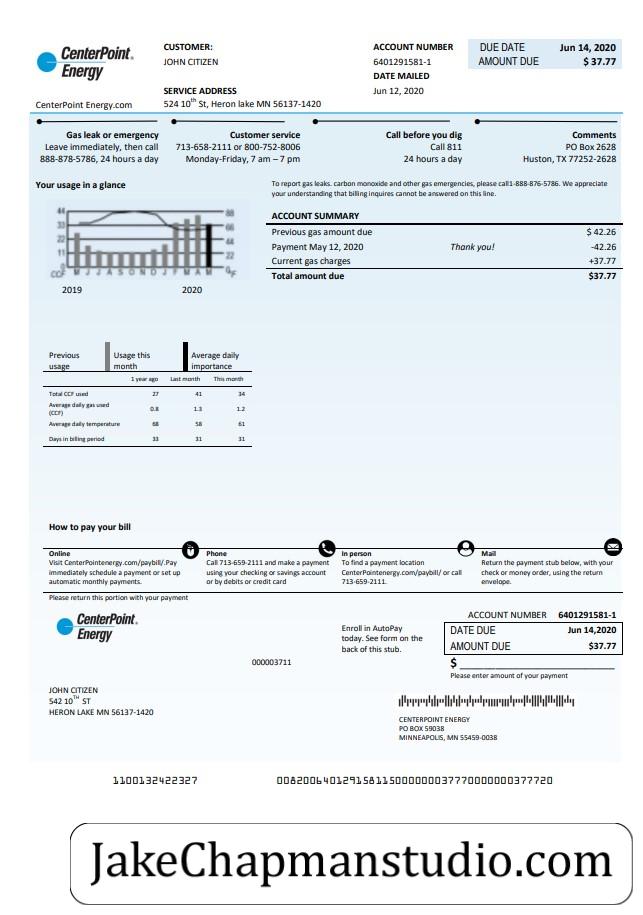 CenterPoint®
Energy
CenterPoint Energy.com
CUSTOMER:
JOHN CITIZEN
SERVICE ADDRESS
524 10th St, Heron lake MN 56137-1420
ACCOUNT NUMBER
6401291581-1
DATE MAILED
Jun 12, 2020
DUE DATE Jun 14, 2020
AMOUNT DUE $ 37.77
Gas leak or emergency
Leave immediately, then call
888-878-5786, 24 hours a day
Customer service
713-658-2111 or 800-752-8006
Monday-Friday, 7 am – 7 pm
Call before you dig
Call 811
24 hours a day
Comments
PO Box 2628
Huston, TX 77252-2628
Your usage in a glance
44 88
33 66
22 44
11 22
0 0
CCF M J J A S O N D J F M A M °F
2019 2020
To report gas leaks. carbon monoxide and other gas emergencies, please call1-888-876-5786. We appreciate
your understanding that billing inquires cannot be answered on this line.
ACCOUNT SUMMARY
Previous gas amount due $ 42.26
Payment May 12, 2020 Thank you! -42.26
Current gas charges +37.77
Total amount due $37.77
Previous
usage
Usage this
month
Average daily
importance
1 year ago Last month This month
Total CCF used 27 41 34
Average daily gas used
(CCF) 0.8 1.3 1.2
Average daily temperature 68 58 61
Days in billing period 33 31 31
How to pay your bill
Online
Visit CenterPointenergy.com/paybill/.Pay
immediately schedule a payment or set up
automatic monthly payments.
Phone
Call 713-659-2111 and make a payment
using your checking or savings account
or by debits or credit card
In person
To find a payment location
CenterPointenergy.com/paybill/ or call
713-659-2111.
Mail
Return the payment stub below, with your
check or money order, using the return
envelope.
Please return this portion with your payment
CenterPoint®
Energy
000003711
Enroll in AutoPay
today. See form on the
back of this stub.
ACCOUNT NUMBER 6401291581-1
DATE DUE Jun 14,2020
AMOUNT DUE $37.77
$
Please enter amount of your payment
JOHN CITIZEN
542 10TH ST
HERON LAKE MN 56137-1420
CENTERPOINT ENERGY
PO BOX 59038
MINNEAPOLIS, MN 55459-0038
1100132422327 008200640129158115000000037770000000377720
JakeChapmanstudio.com